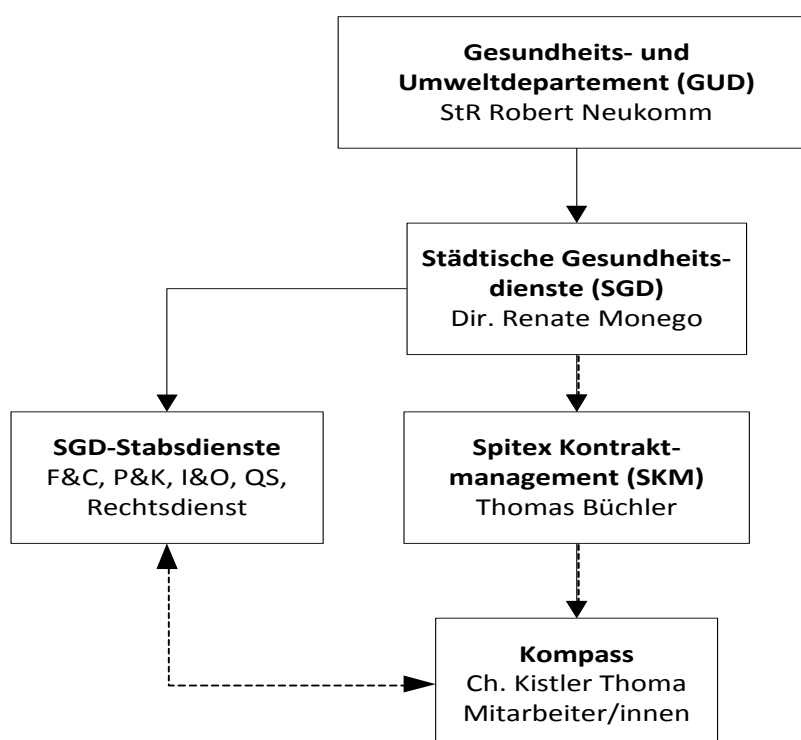 Gesundheits- und
Umweltdepartement (GUD)
StR Robert Neukomm
Städtische Gesundheits-
dienste (SGD)
Dir. Renate Monego
SGD-Stabsdienste
F&C, P&K, I&O, QS,
Rechtsdienst
Spitex Kontrakt-
management (SKM)
Thomas Büchler
Kompass
Ch. Kistler Thoma
Mitarbeiter/innen